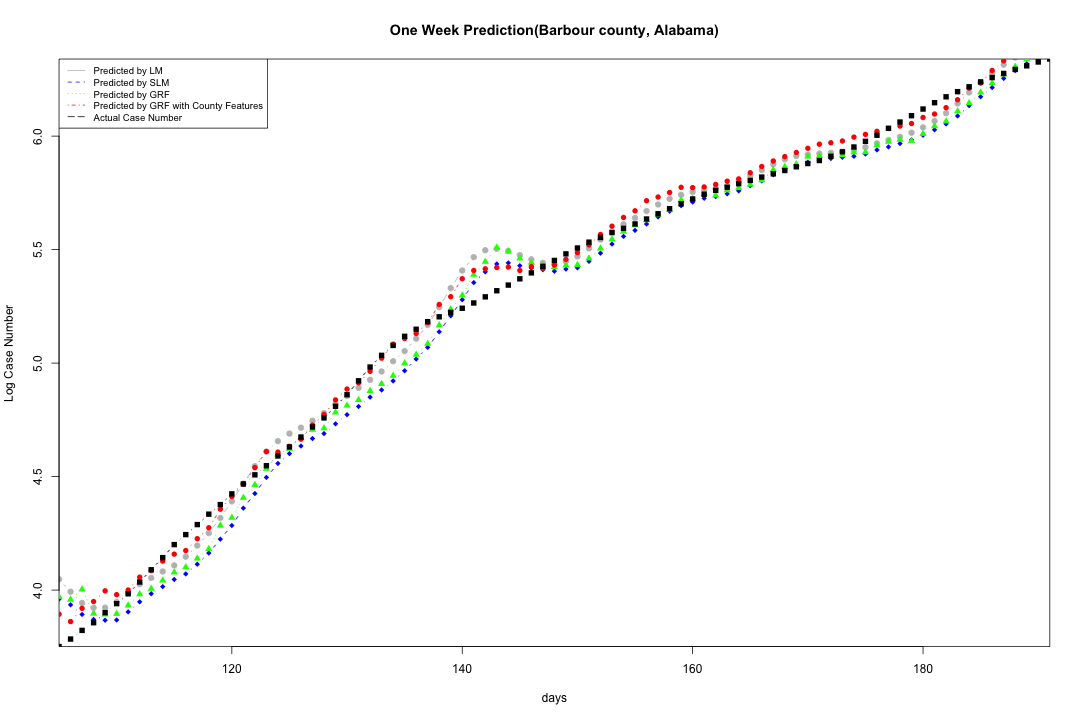 One Week Prediction(Barbour county, Alabama)
Predicted by LM
Predicted by SLM
Predicted by GRF
Predicted by GRF with County Features
Actual Case Number
6.0
5.5
5.0
4.5
4.0
Log Case Number
120 140 160 180
days